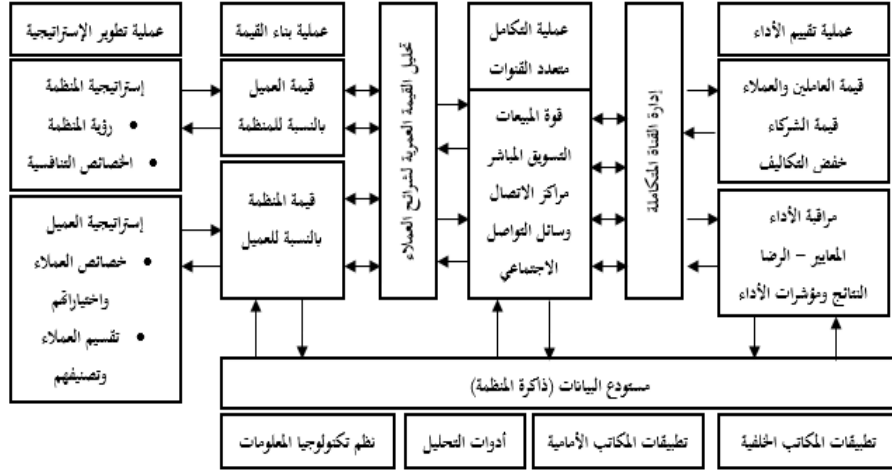 عملية تطوير الإستراتيجية
إستراتيجية المنظمة
• رؤية المنظمة
• الخصائص التنافسية
إستراتيجية العميل
• خصائص العملاء
واختياراتهم
• تقسيم العملاء
وتصنيفهم
عملية بناء القيمة
قيمة العميل
بالنسبة للمنظمة
قيمة المنظمة
بالنسبة للعميل
تحليل القيمة العمرية لشرائح العملاء
عملية التكامل
متعدد القنوات
قوة المبيعات
التسويق المباشر
مراكز الاتصال
وسائل التواصل
الاجتماعي
إدارة القناة المتكاملة
عملية تقييم الأداء
قيمة العاملين والعملاء
قيمة الشركاء
خفض التكاليف
مراقبة الأداء
المعايير – الرضا
النتائج ومؤشرات الأداء
مستودع البيانات (ذاكرة المنظمة)
نظم تكنولوجيا المعلومات
أدوات التحليل
تطبيقات المكاتب الأمامية
تطبيقات المكاتب الخلفية